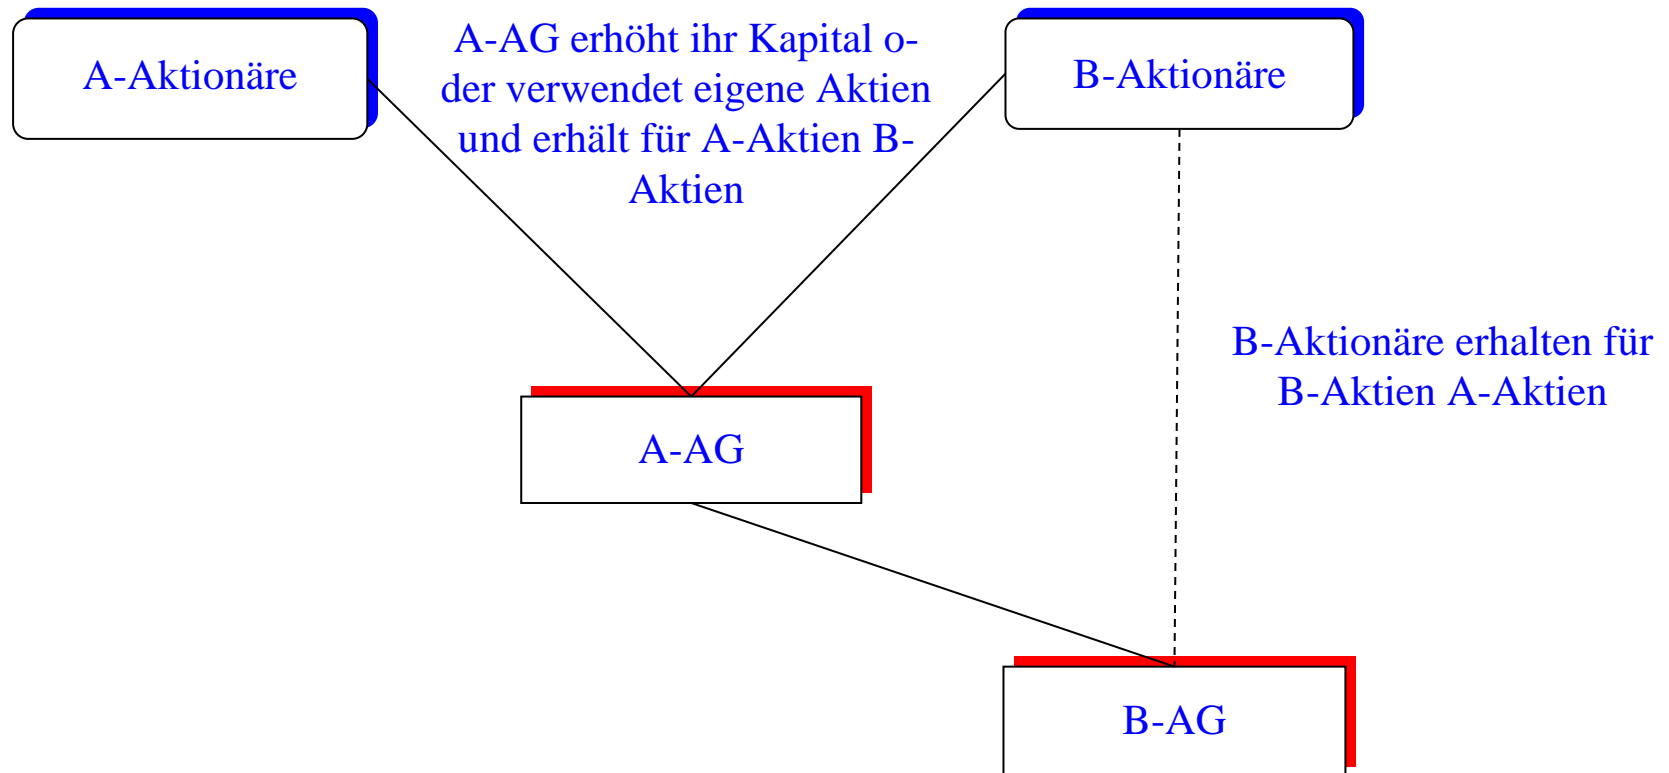 A-Aktionäre
A-AG erhöht ihr Kapital o-
der verwendet eigene Aktien
und erhält für A-Aktien B-
Aktien
B-Aktionäre
B-Aktionäre erhalten für
B-Aktien A-Aktien
A-AG
B-AG